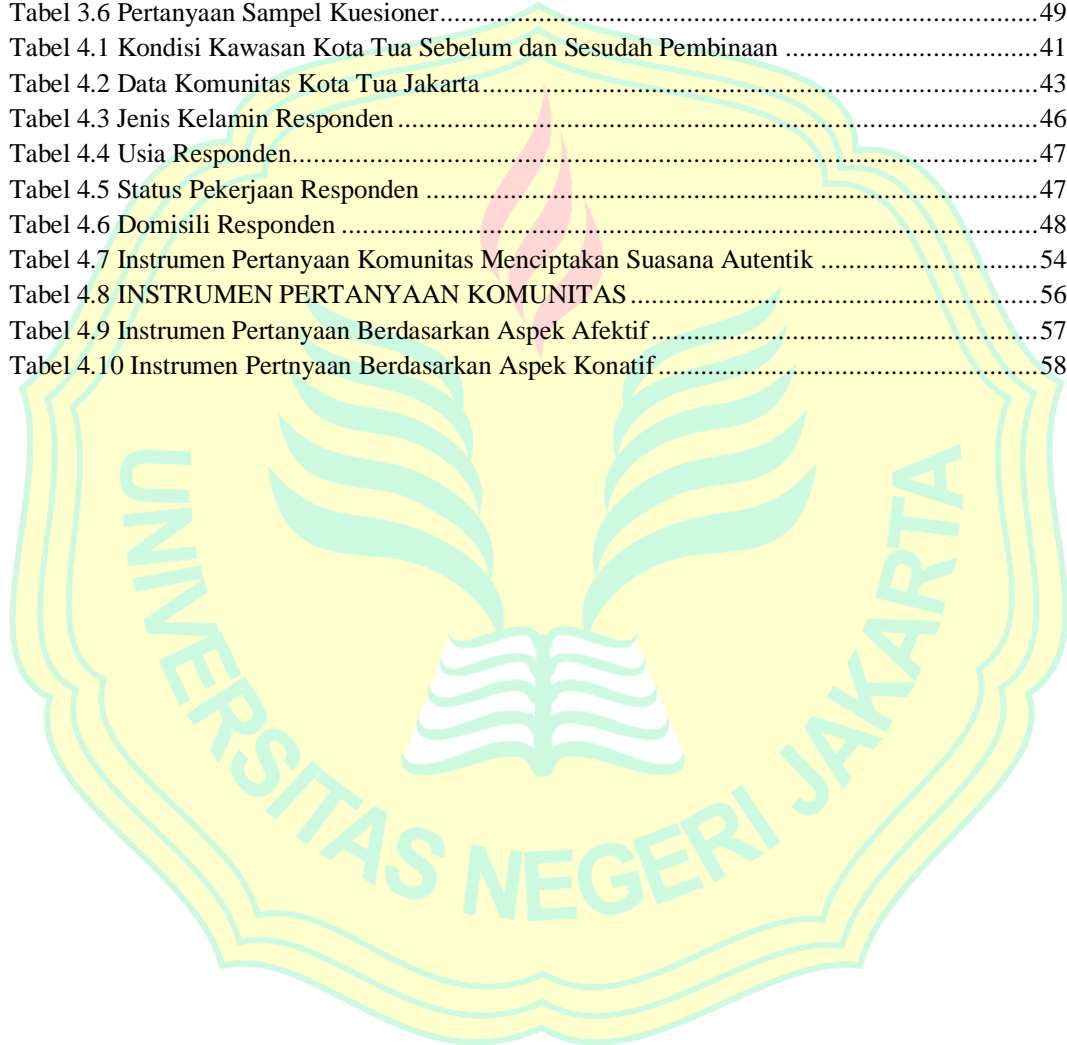 Tabel 3.6 Pertanyaan Sampel Kuesioner....................................................................................................49
Tabel 4.1 Kondisi Kawasan Kota Tua Sebelum dan Sesudah Pembinaan ...........................................41
Tabel 4.2 Data Komunitas Kota Tua Jakarta.............................................................................................43
Tabel 4.3 Jenis Kelamin Responden...........................................................................................................46
Tabel 4.4 Usia Responden............................................................................................................................47
Tabel 4.5 Status Pekerjaan Responden ......................................................................................................47
Tabel 4.6 Domisili Responden ....................................................................................................................48
Tabel 4.7 Instrumen Pertanyaan Komunitas Menciptakan Suasana Autentik .....................................54
Tabel 4.8 INSTRUMEN PERTANYAAN KOMUNITAS......................................................................56
Tabel 4.9 Instrumen Pertanyaan Berdasarkan Aspek Afektif.................................................................57
Tabel 4.10 Instrumen Pertnyaan Berdasarkan Aspek Konatif................................................................58
UNIVERSITAS NEGERI JAKARTA